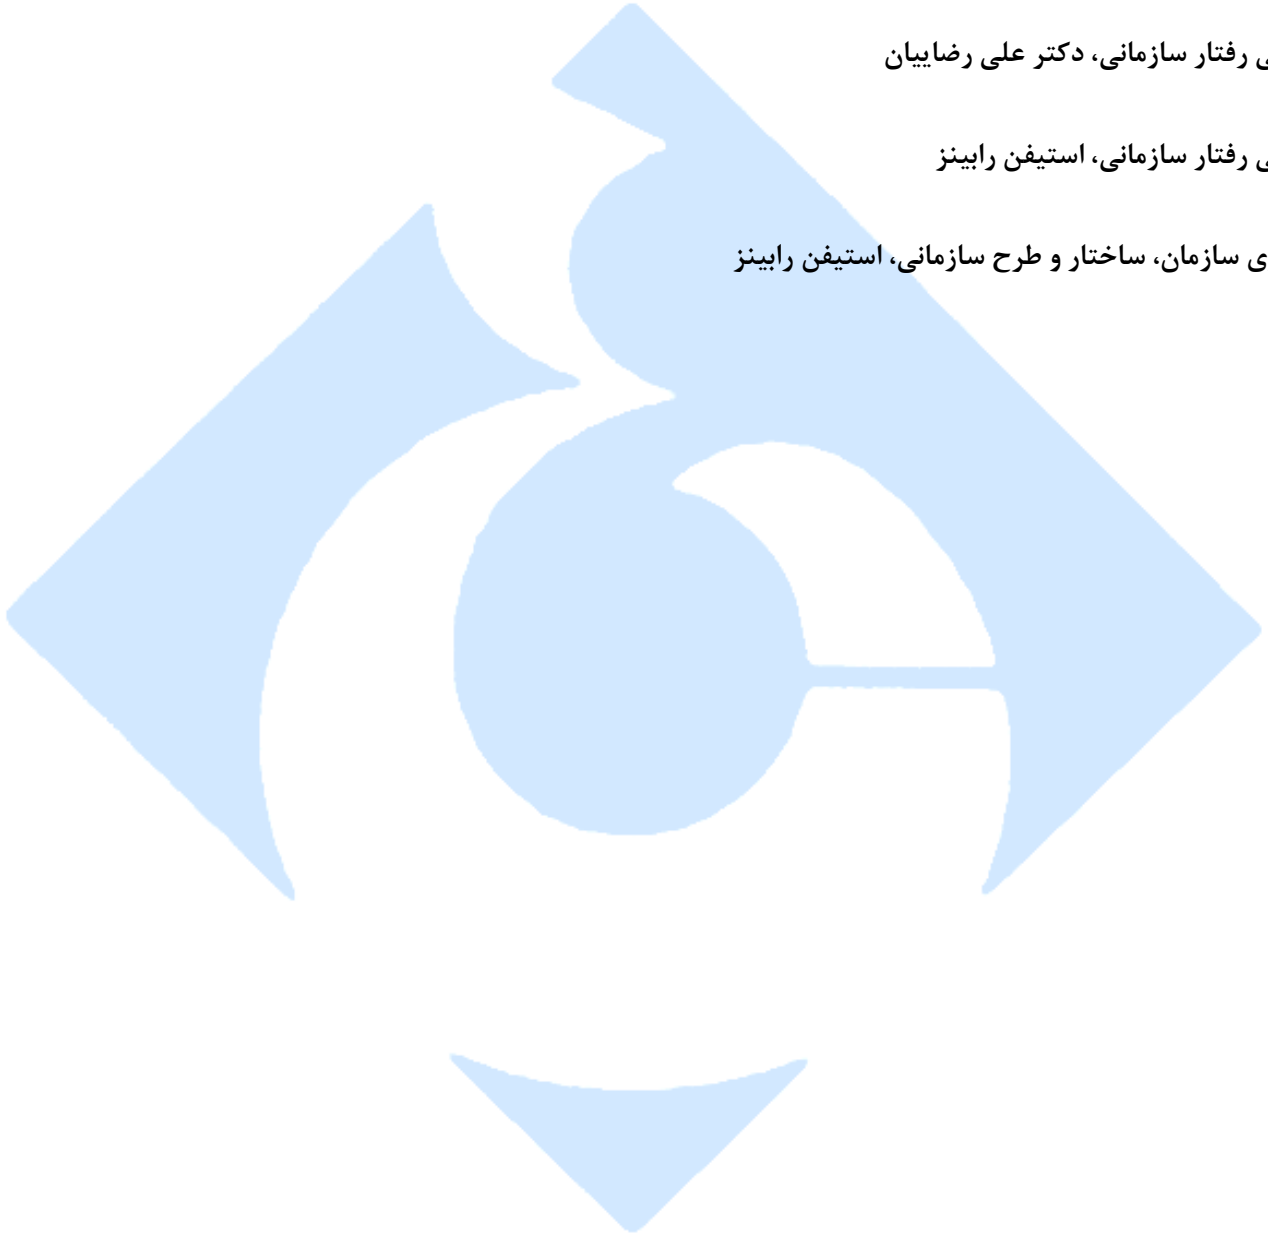 رفتار سازمانی، دکتر علی رضاییان
رفتار سازمانی، استیفن رابینز
سازمان، ساختار و طرح سازمانی، استیفن رابینز